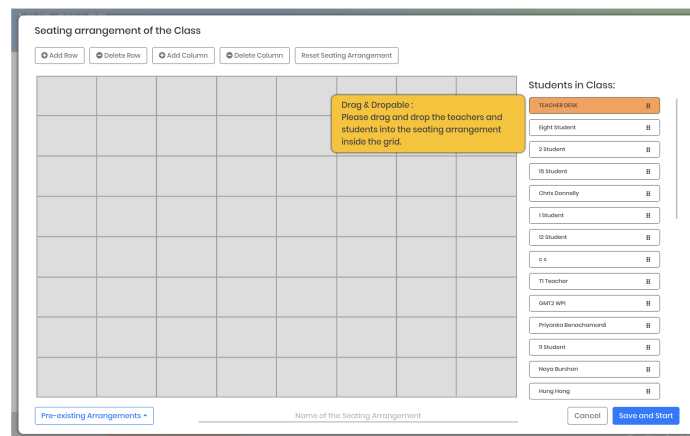 Seating arrangement of the Class
Add Row
Delete Row
Add Column
Delete Column
Reset Seating Arrangement
Drag & Dropable :
Please drag and drop the teachers and
students into the seating arrangement
inside the grid.
Students in Class:
TEACHER DESK
Eight Student
2 Student
15 Student
Chris Donnelly
1 Student
12 Student
c s
T1 Teacher
GMT2 WPI
Priyanka Benachamardi
11 Student
Naya Burshan
Hung Hong
Pre-existing Arrangements
Name of the Seating Arrangement
Cancel
Save and Start